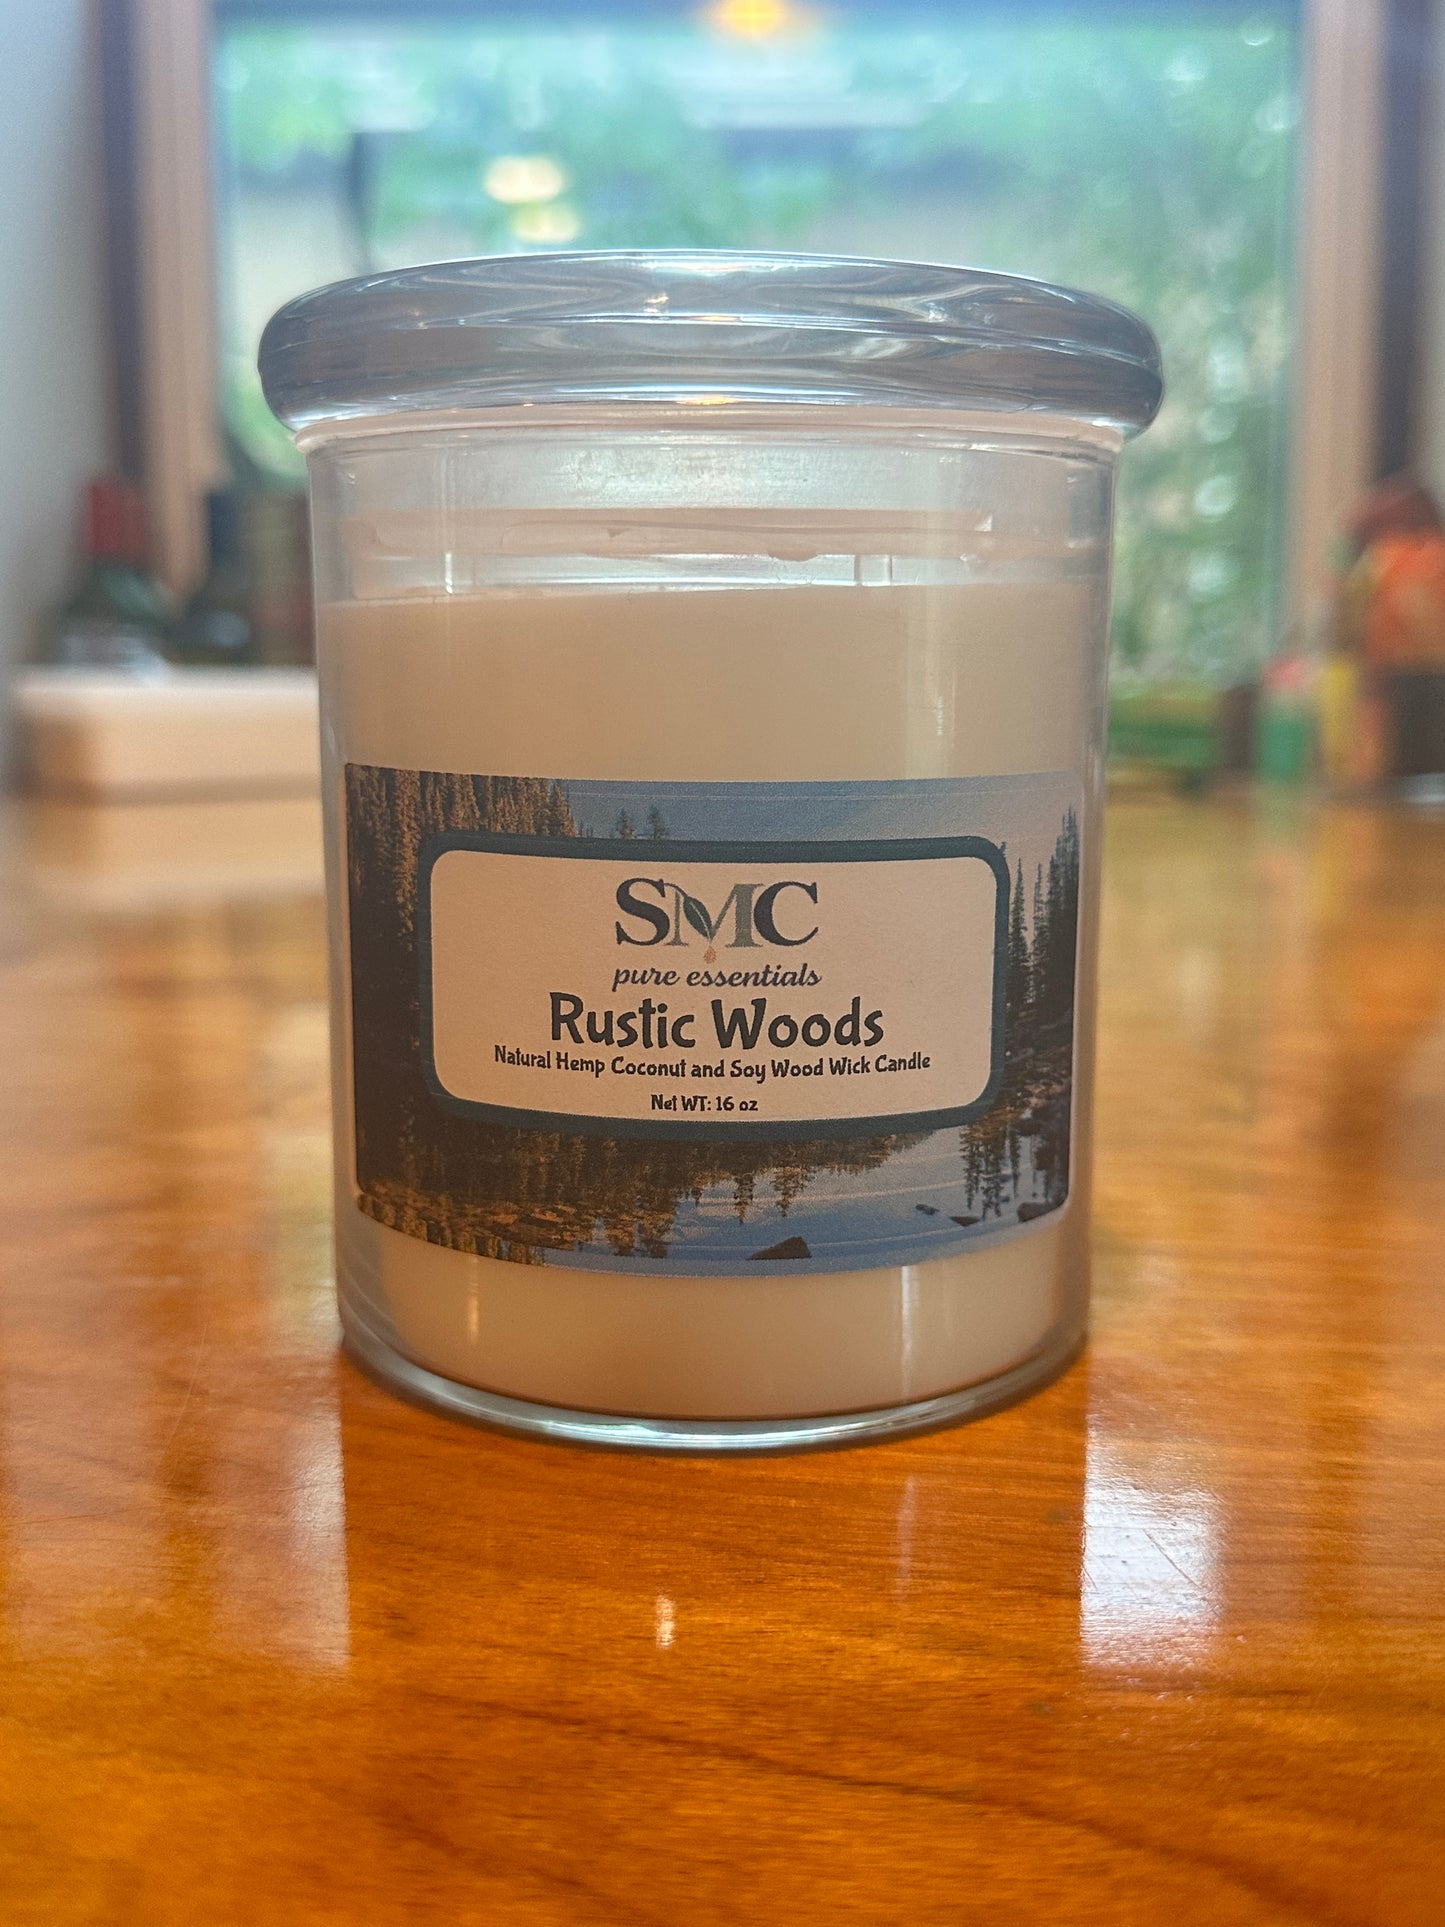 SMC
pure essentials
Rustic Woods
Natural Hemp Coconut and Soy Wood Wick Candle
Net WT: 16 oz